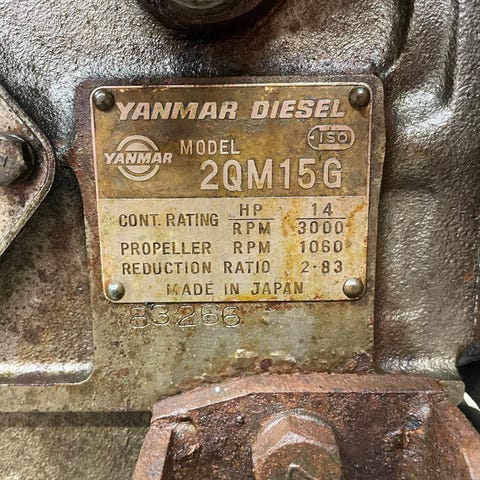 YANMAR DIESEL
ISO
YANMAR
MODEL
2QM15G
CONT. RATING HP 14
RPM 3000
PROPELLER RPM 1060
REDUCTION RATIO 2·83
MADE IN JAPAN
83266